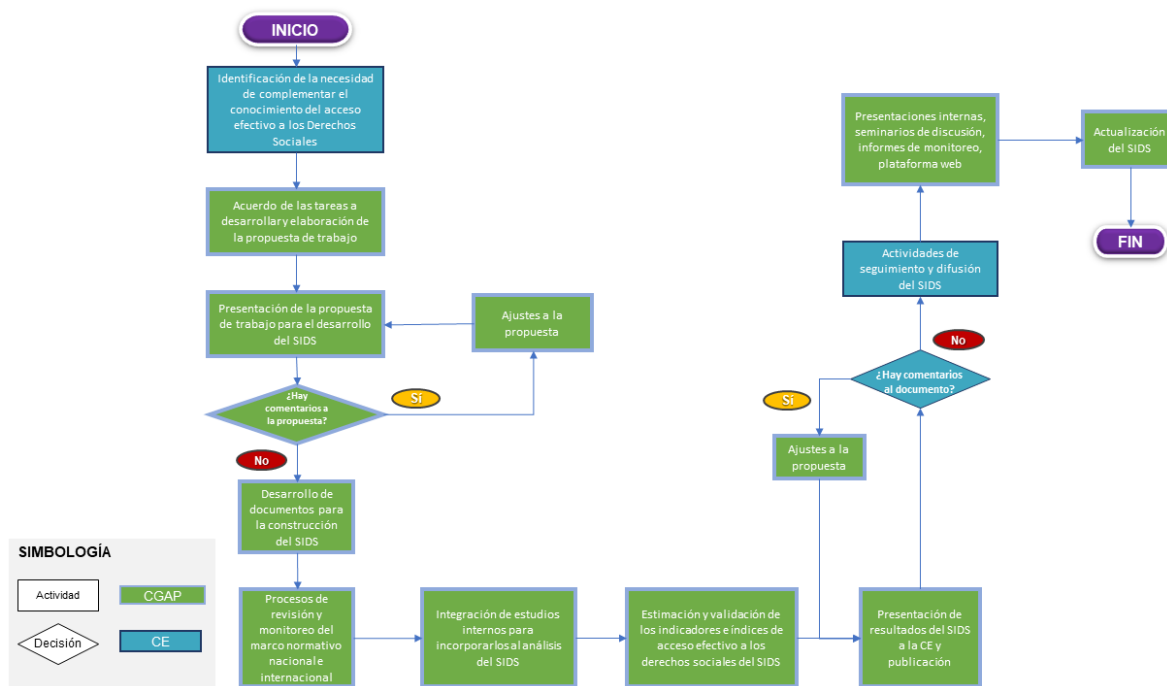 INICIO
Identificación de la necesidad
de complementar el
conocimiento del acceso
efectivo a los Derechos
Sociales
Acuerdo de las tareas a
desarrollar y elaboración de
la propuesta de trabajo
Presentación de la propuesta
de trabajo para el desarrollo
del SIDS
Ajustes a la
propuesta
¿Hay
comentarios a
la propuesta?
Sí
No
Desarrollo de
documentos para
la construcción
del SIDS
Procesos de
revisión y
monitoreo del
marco normativo
nacional e
internacional
Integración de estudios
internos para
incorporarlos al análisis
del SIDS
Estimación y validación de
los indicadores e índices de
acceso efectivo a los
derechos sociales del SIDS
Presentación de
resultados del SIDS
a la CE y
publicación
¿Hay comentarios
al documento?
Sí
Ajustes a la
propuesta
No
Actividades de
seguimiento y difusión
del SIDS
Presentaciones internas,
seminarios de discusión,
informes de monitoreo,
plataforma web
Actualización
del SIDS
FIN
SIMBOLOGÍA
Actividad
CGAP
Decisión
CE